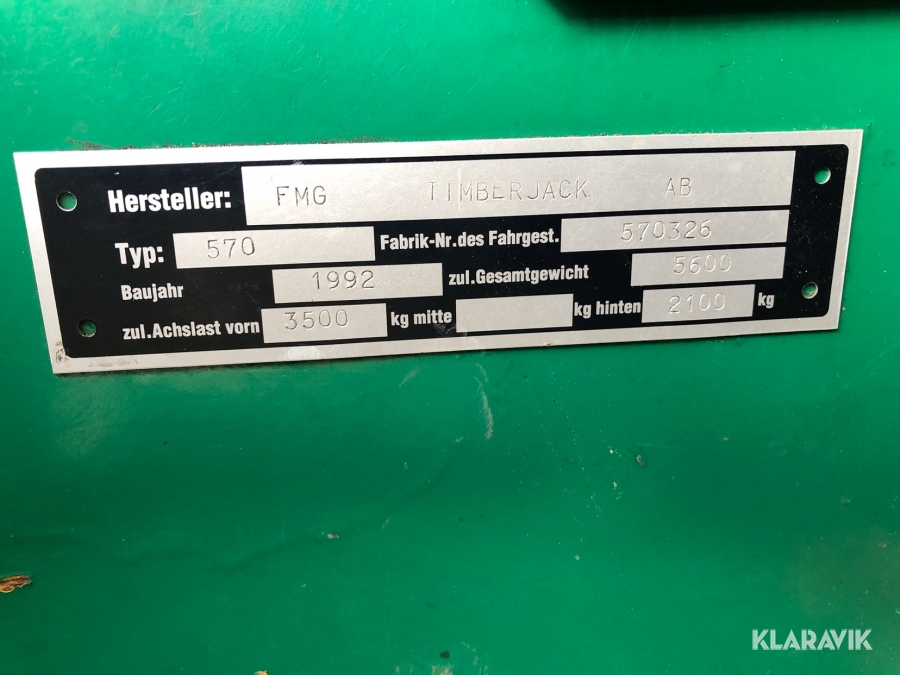 Hersteller: FMG TIMBERJACK AB
Typ: 570 Fabrik-Nr.des Fahrgest. 570326
Baujahr 1992 zul.Gesamtgewicht 5600
zul.Achslast vorn 3500 kg mitte kg hinten 2100 kg
KLARAVIK